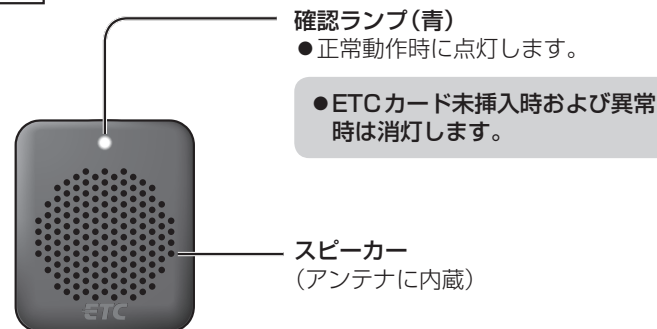 確認ランプ（青）
●正常動作時に点灯します。
●ETCカード未挿入時および異常
時は消灯します。
スピーカー
（アンテナに内蔵）
ETC